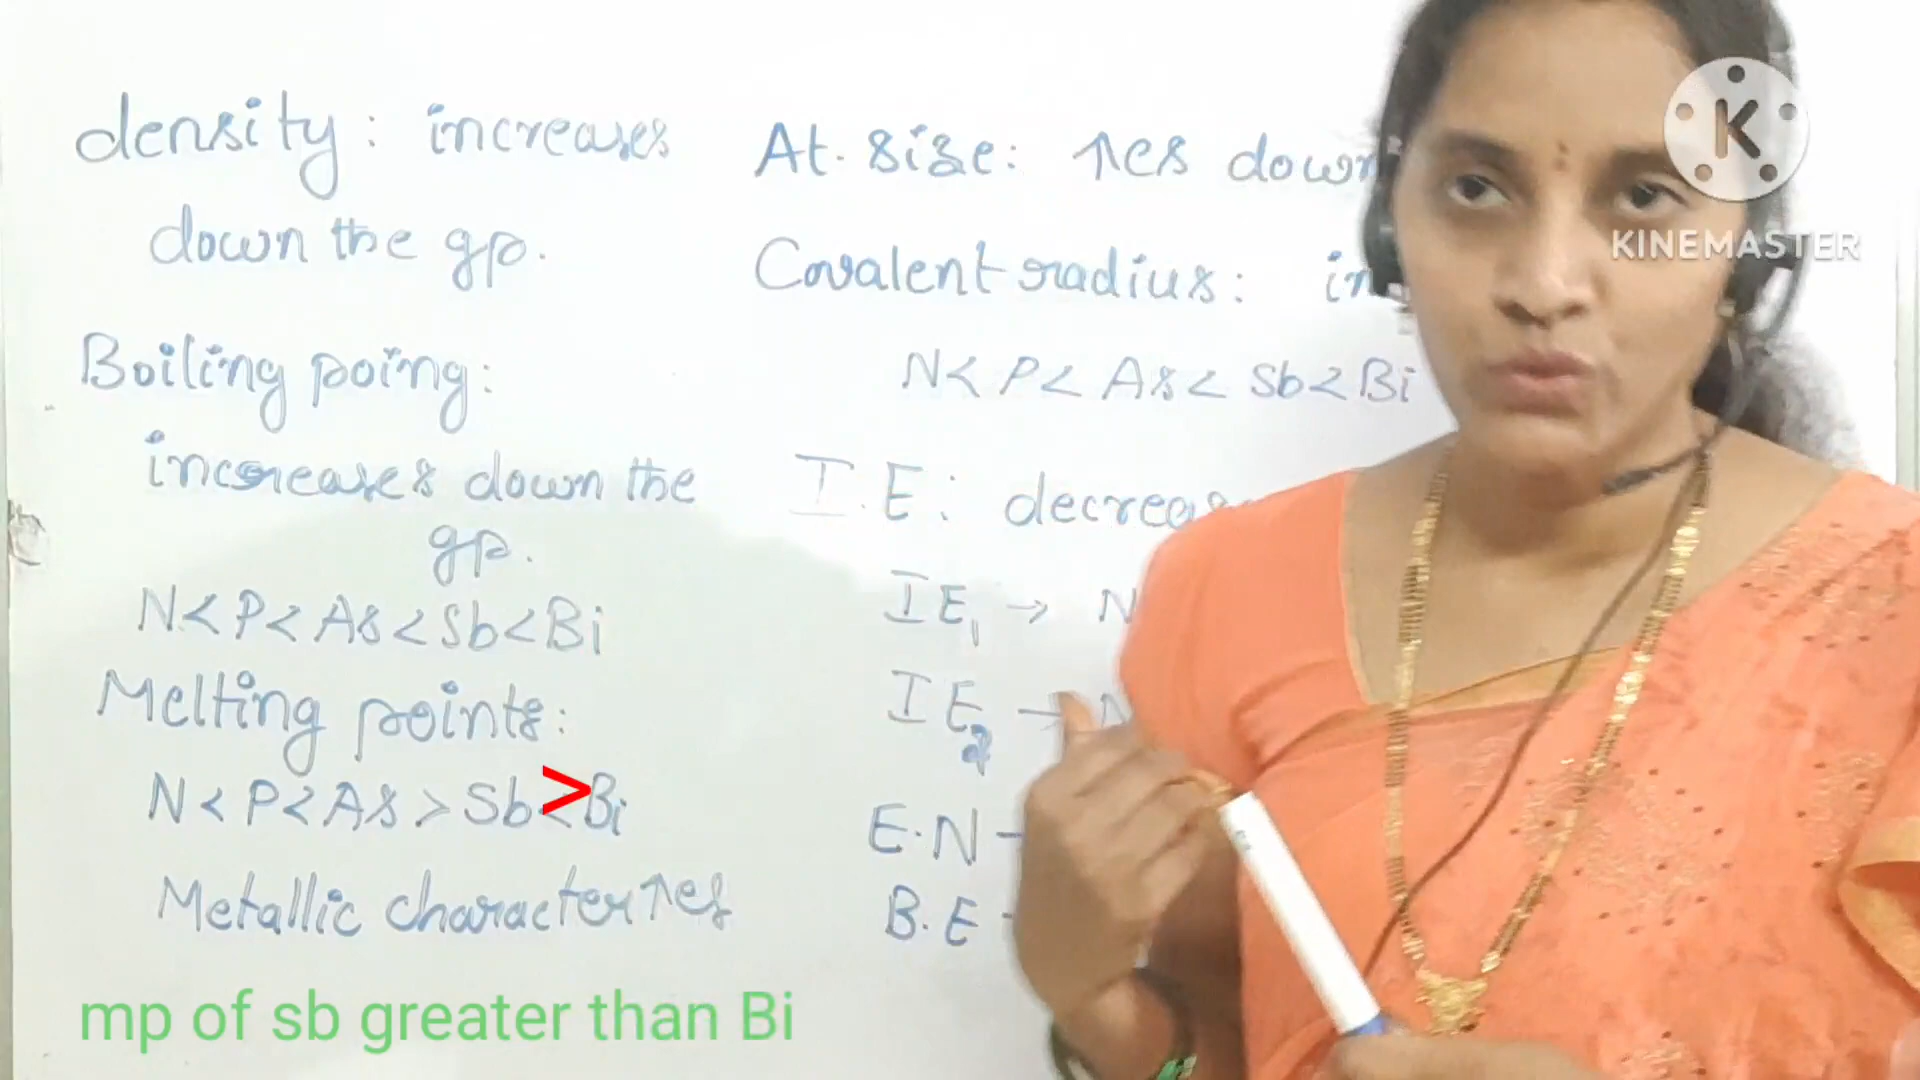 density: increases
down the gp.
Boiling poing:
increases down the
gp.
N< P< As< Sb< Bi
Melting points:
N < P < As > Sb > Bi
Metallic character ↑es
mp of sb greater than Bi
At. size: ↑es down
Covalent radius: in
N< P< As< Sb< Bi
I.E: decreas
IE₁ → N
IE₂ → N
E.N -
B.E -
K
KINEMASTER